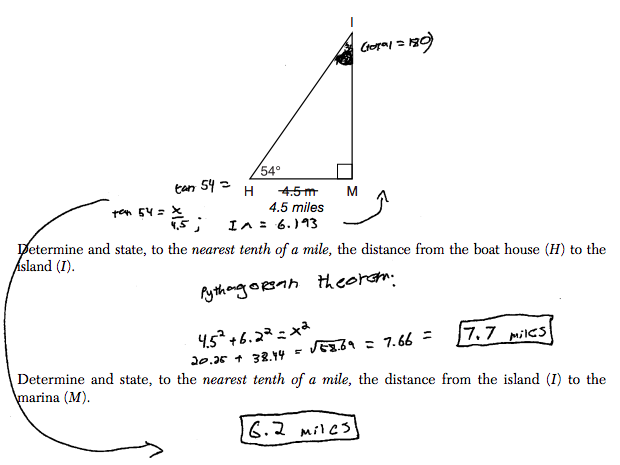 I
(total = 180)
54°
tan 54 =
H
4.5 m
M
4.5 miles
tan 54 = x/4.5 ;
= 6.193
Determine and state, to the nearest tenth of a mile, the distance from the boat house (H) to the
island (I).
Pythagorean theorem:
4.5² + 6.2² = x²
20.25 + 38.44 = √58.69 = 7.66 =
7.7 miles
Determine and state, to the nearest tenth of a mile, the distance from the island (I) to the
marina (M).
6.2 miles